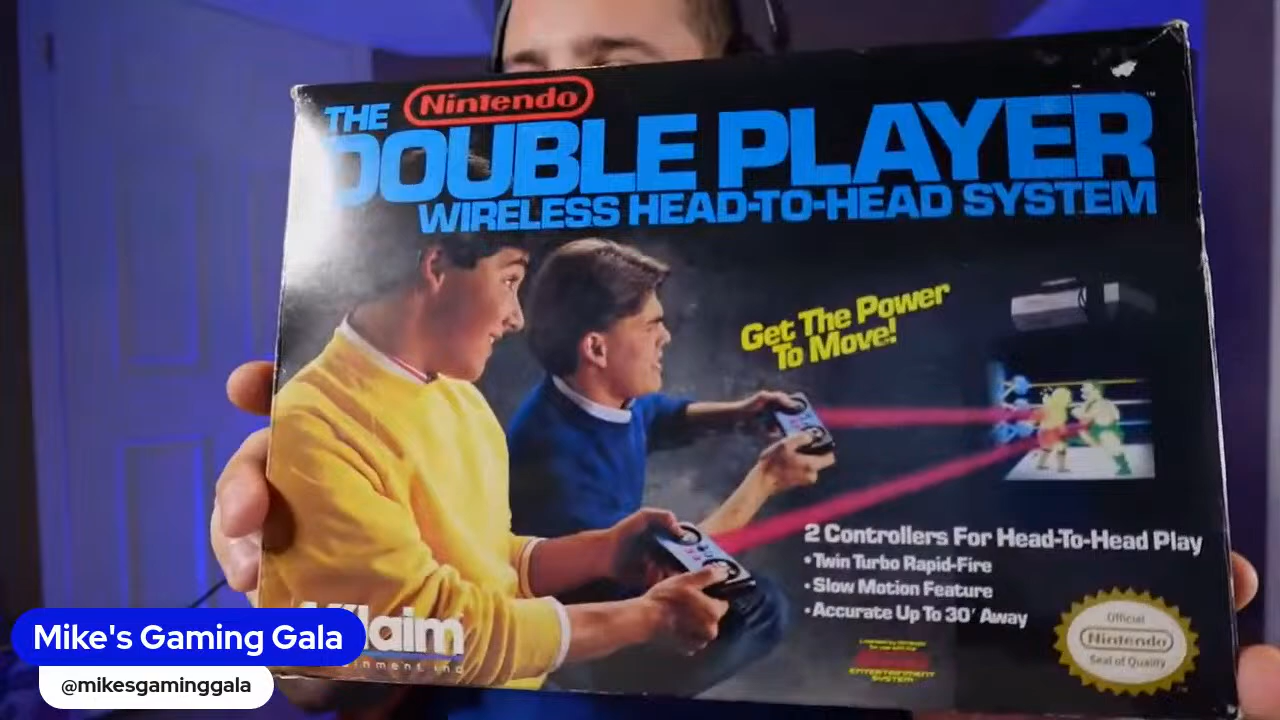 Nintendo
THE
DOUBLE PLAYER
WIRELESS HEAD-TO-HEAD SYSTEM
Get The Power
To Move!
2 Controllers For Head-To-Head Play
•Twin Turbo Rapid-Fire
•Slow Motion Feature
•Accurate Up To 30' Away
Official
Nintendo
Seal of Quality
ENTERTAINMENT
SYSTEM
Mike's Gaming Gala
@mikesgaminggala